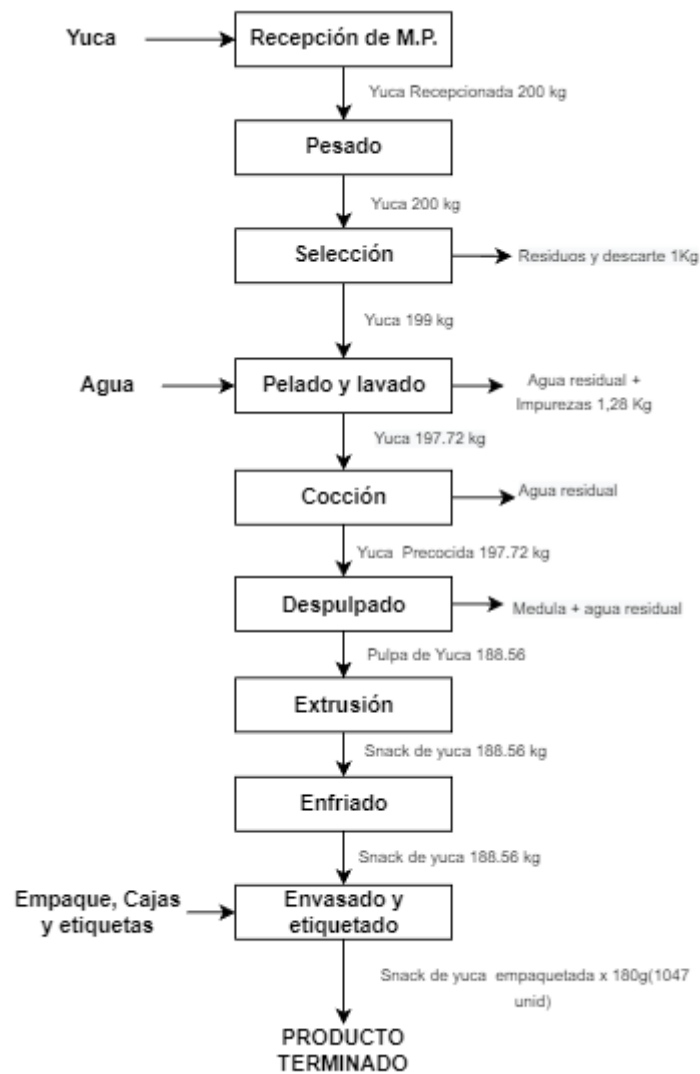 Yuca
Recepción de M.P.
Yuca Recepcionada 200 kg
Pesado
Yuca 200 kg
Selección
Residuos y descarte 1Kg
Yuca 199 kg
Agua
Pelado y lavado
Agua residual +
Impurezas 1,28 Kg
Yuca 197.72 kg
Cocción
Agua residual
Yuca Precocida 197.72 kg
Despulpado
Medula + agua residual
Pulpa de Yuca 188.56
Extrusión
Snack de yuca 188.56 kg
Enfriado
Snack de yuca 188.56 kg
Empaque, Cajas
y etiquetas
Envasado y
etiquetado
Snack de yuca empaquetada x 180g(1047
unid)
PRODUCTO
TERMINADO